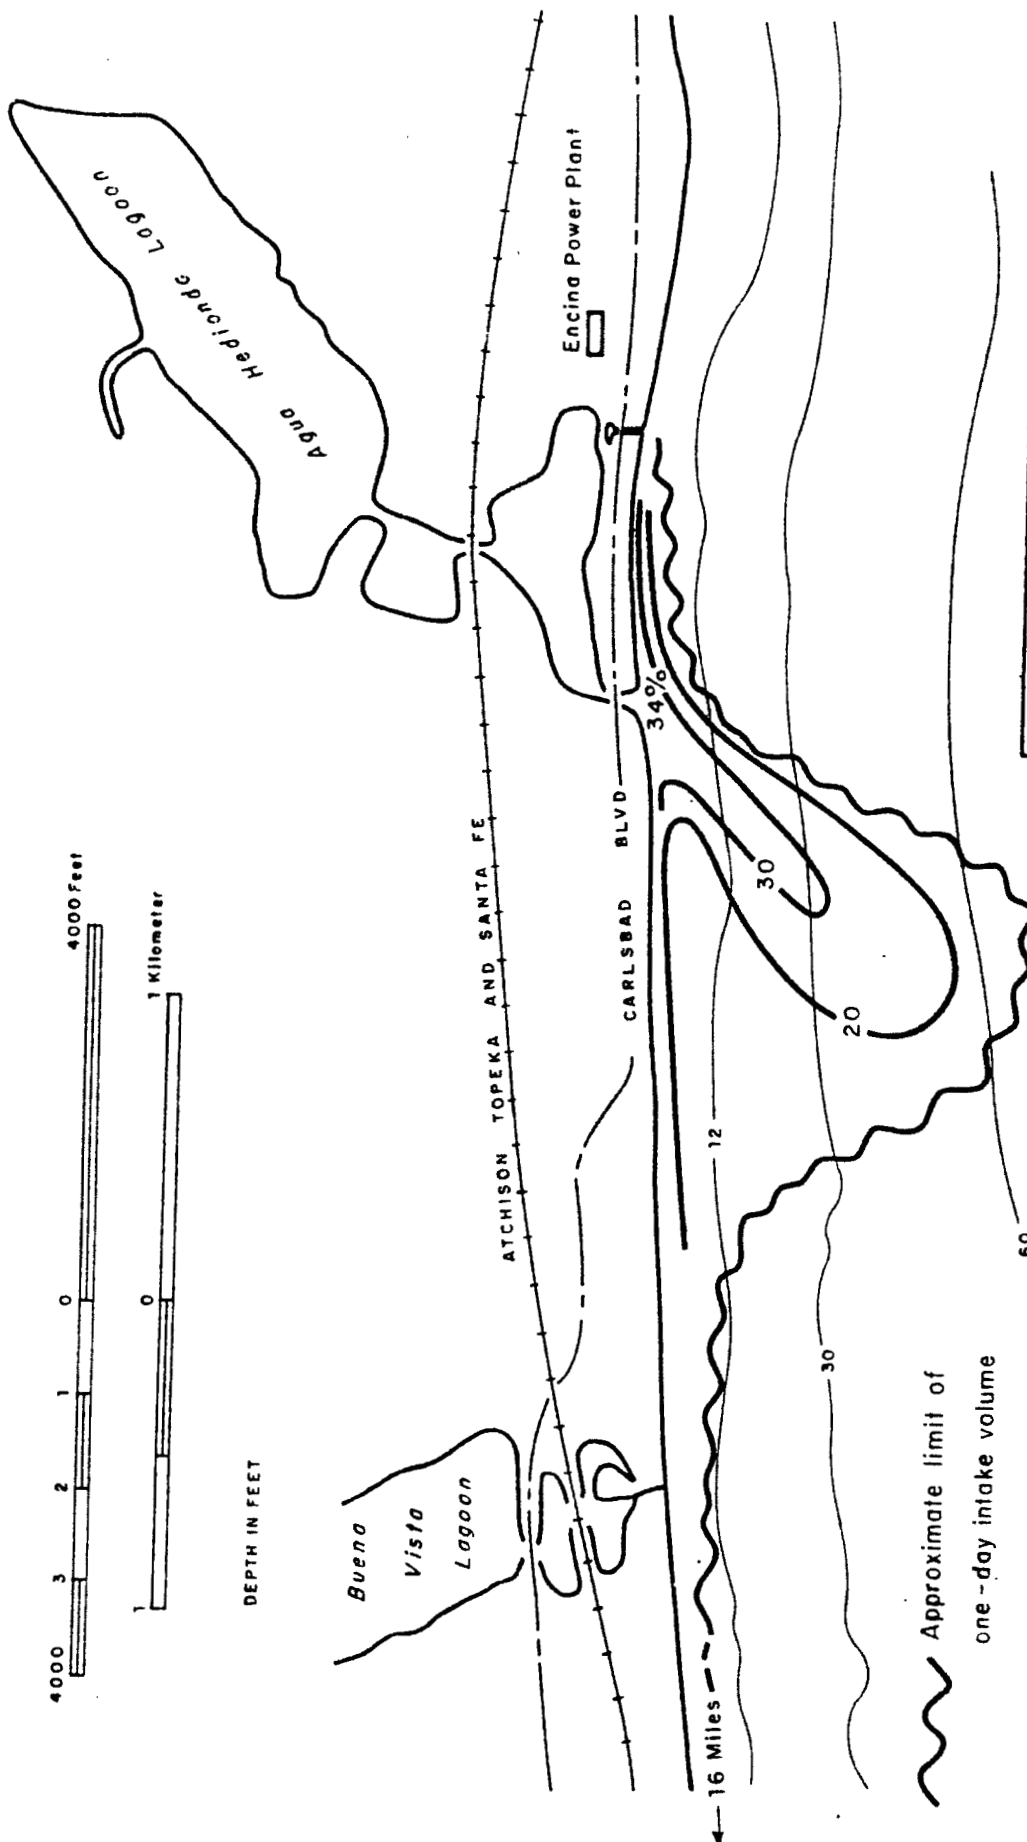 4000
3
2
1
0
4000 Feet
1
0
1 Kilometer
DEPTH IN FEET
Buena
Vista
Lagoon
Agua Hedionda Lagoon
ATCHISON TOPEKA AND SANTA FE
Encina Power Plant
CARLSBAD BLVD
34%
30
20
12
30
60
16 Miles
Approximate limit of
one-day intake volume